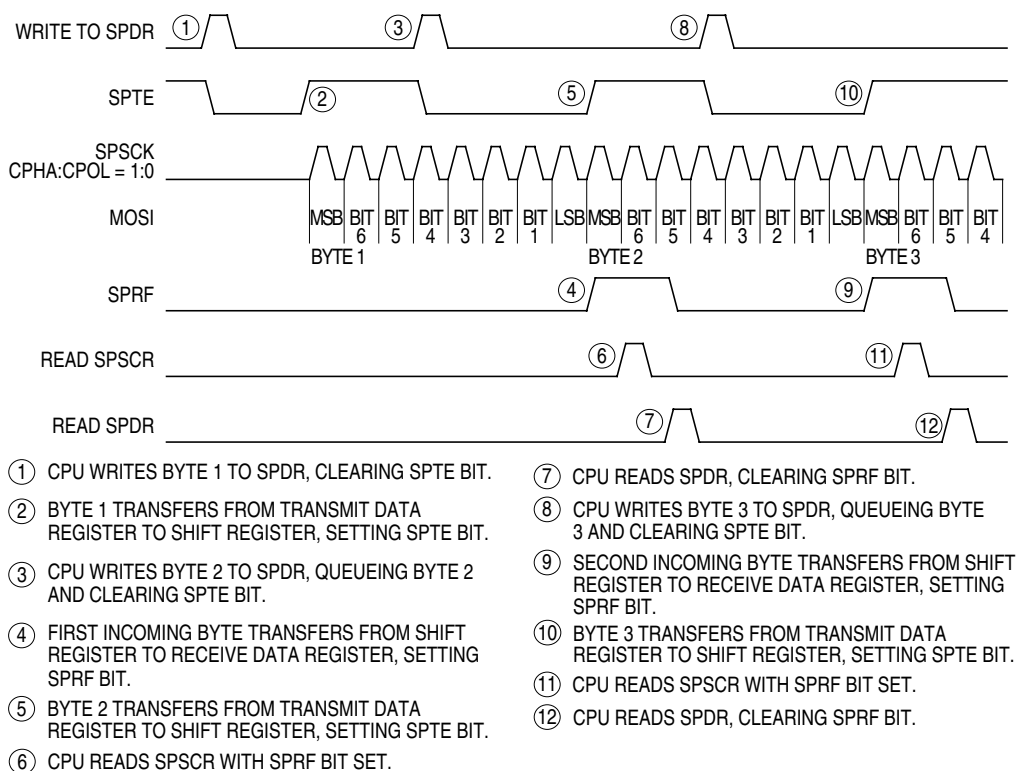 WRITE TO SPDR
1
3
8
SPTE
2
5
10
SPSCK
CPHA:CPOL = 1:0
MOSI
MSB BIT 6 BIT 5 BIT 4 BIT 3 BIT 2 BIT 1 LSB MSB BIT 6 BIT 5 BIT 4 BIT 3 BIT 2 BIT 1 LSB MSB BIT 6 BIT 5 BIT 4
BYTE 1
BYTE 2
BYTE 3
SPRF
4
9
READ SPSCR
6
11
READ SPDR
7
12
1 CPU WRITES BYTE 1 TO SPDR, CLEARING SPTE BIT.
2 BYTE 1 TRANSFERS FROM TRANSMIT DATA
REGISTER TO SHIFT REGISTER, SETTING SPTE BIT.
3 CPU WRITES BYTE 2 TO SPDR, QUEUEING BYTE 2
AND CLEARING SPTE BIT.
4 FIRST INCOMING BYTE TRANSFERS FROM SHIFT
REGISTER TO RECEIVE DATA REGISTER, SETTING
SPRF BIT.
5 BYTE 2 TRANSFERS FROM TRANSMIT DATA
REGISTER TO SHIFT REGISTER, SETTING SPTE BIT.
6 CPU READS SPSCR WITH SPRF BIT SET.
7 CPU READS SPDR, CLEARING SPRF BIT.
8 CPU WRITES BYTE 3 TO SPDR, QUEUEING BYTE
3 AND CLEARING SPTE BIT.
9 SECOND INCOMING BYTE TRANSFERS FROM SHIFT
REGISTER TO RECEIVE DATA REGISTER, SETTING
SPRF BIT.
10 BYTE 3 TRANSFERS FROM TRANSMIT DATA
REGISTER TO SHIFT REGISTER, SETTING SPTE BIT.
11 CPU READS SPSCR WITH SPRF BIT SET.
12 CPU READS SPDR, CLEARING SPRF BIT.